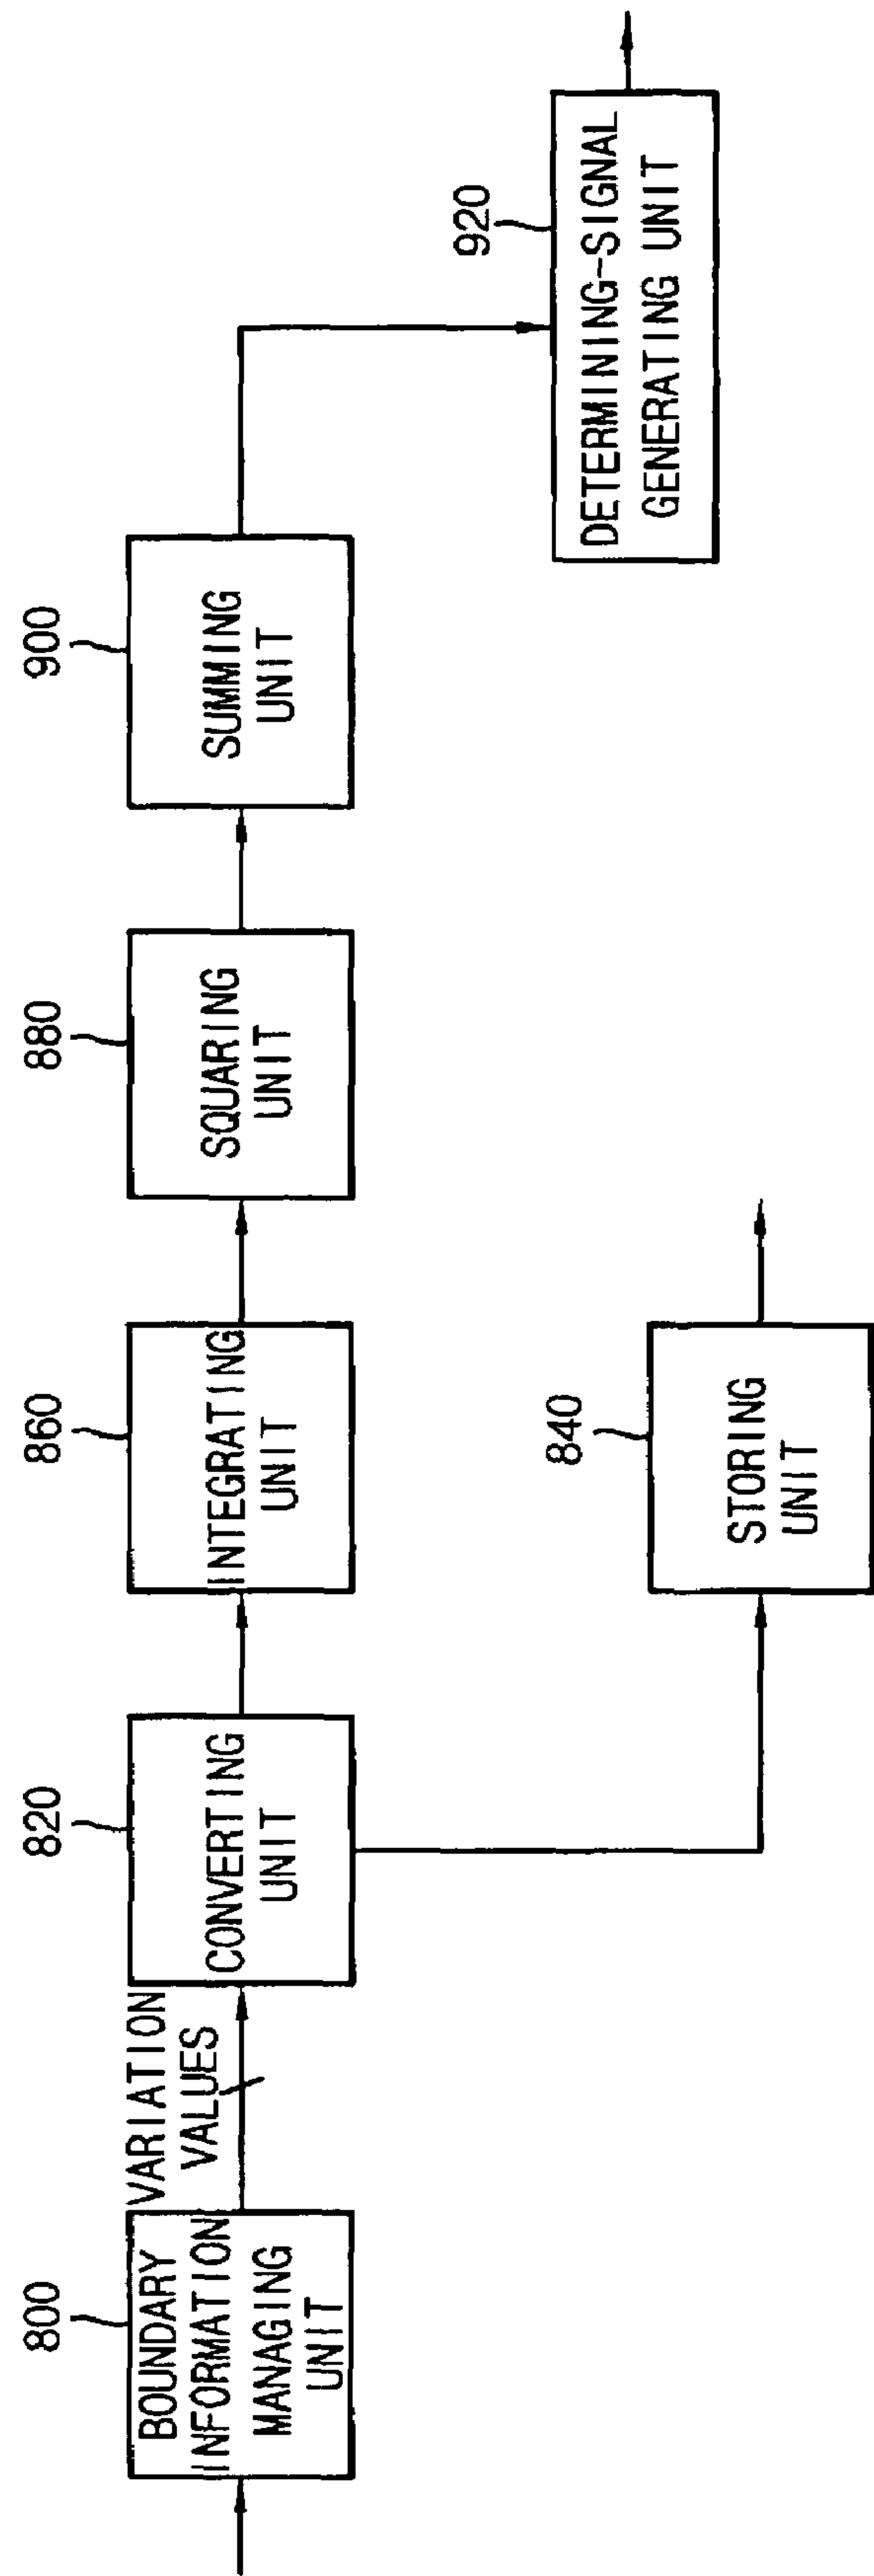 800
BOUNDARY
INFORMATION
MANAGING
UNIT
VARIATION
VALUES
820
CONVERTING
UNIT
860
INTEGRATING
UNIT
880
SQUARING
UNIT
900
SUMMING
UNIT
920
DETERMINING-SIGNAL
GENERATING UNIT
840
STORING
UNIT